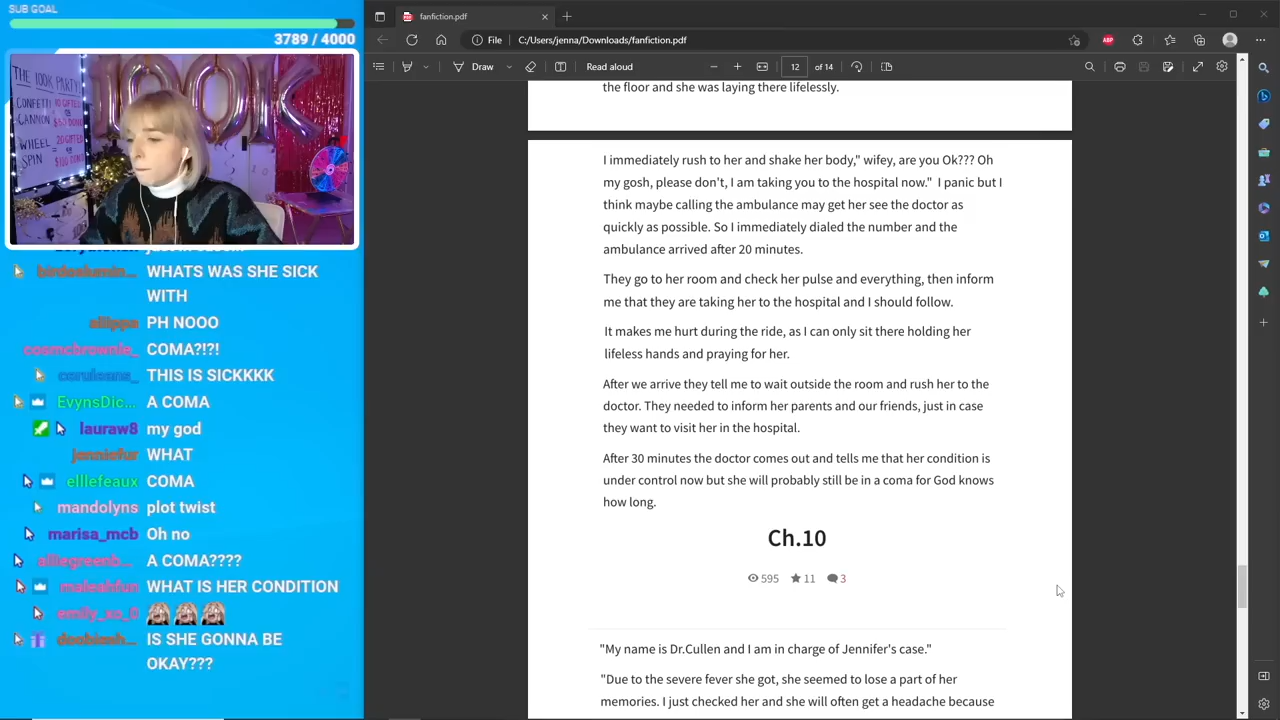 SUB GOAL
3789 / 4000
THE 100K PARTY
CONFETTI
CANNON
WHEEL
SPIN
WHATS WAS SHE SICK
WITH
PH NOOO
COMA?!?!
THIS IS SICKKKK
EvynsDic... A COMA
lauraw8 my god
WHAT
elllefeaux COMA
mandolyns plot twist
marisa_mcb Oh no
A COMA????
WHAT IS HER CONDITION
emily_xo_0
IS SHE GONNA BE
OKAY???
fanfiction.pdf
File C:/Users/jenna/Downloads/fanfiction.pdf
ABP
Draw Read aloud 12 of 14
the floor and she was laying there lifelessly.
I immediately rush to her and shake her body," wifey, are you Ok??? Oh
my gosh, please don't, I am taking you to the hospital now." I panic but I
think maybe calling the ambulance may get her see the doctor as
quickly as possible. So I immediately dialed the number and the
ambulance arrived after 20 minutes.
They go to her room and check her pulse and everything, then inform
me that they are taking her to the hospital and I should follow.
It makes me hurt during the ride, as I can only sit there holding her
lifeless hands and praying for her.
After we arrive they tell me to wait outside the room and rush her to the
doctor. They needed to inform her parents and our friends, just in case
they want to visit her in the hospital.
After 30 minutes the doctor comes out and tells me that her condition is
under control now but she will probably still be in a coma for God knows
how long.
Ch.10
595 11 3
"My name is Dr.Cullen and I am in charge of Jennifer's case."
"Due to the severe fever she got, she seemed to lose a part of her
memories. I just checked her and she will often get a headache because